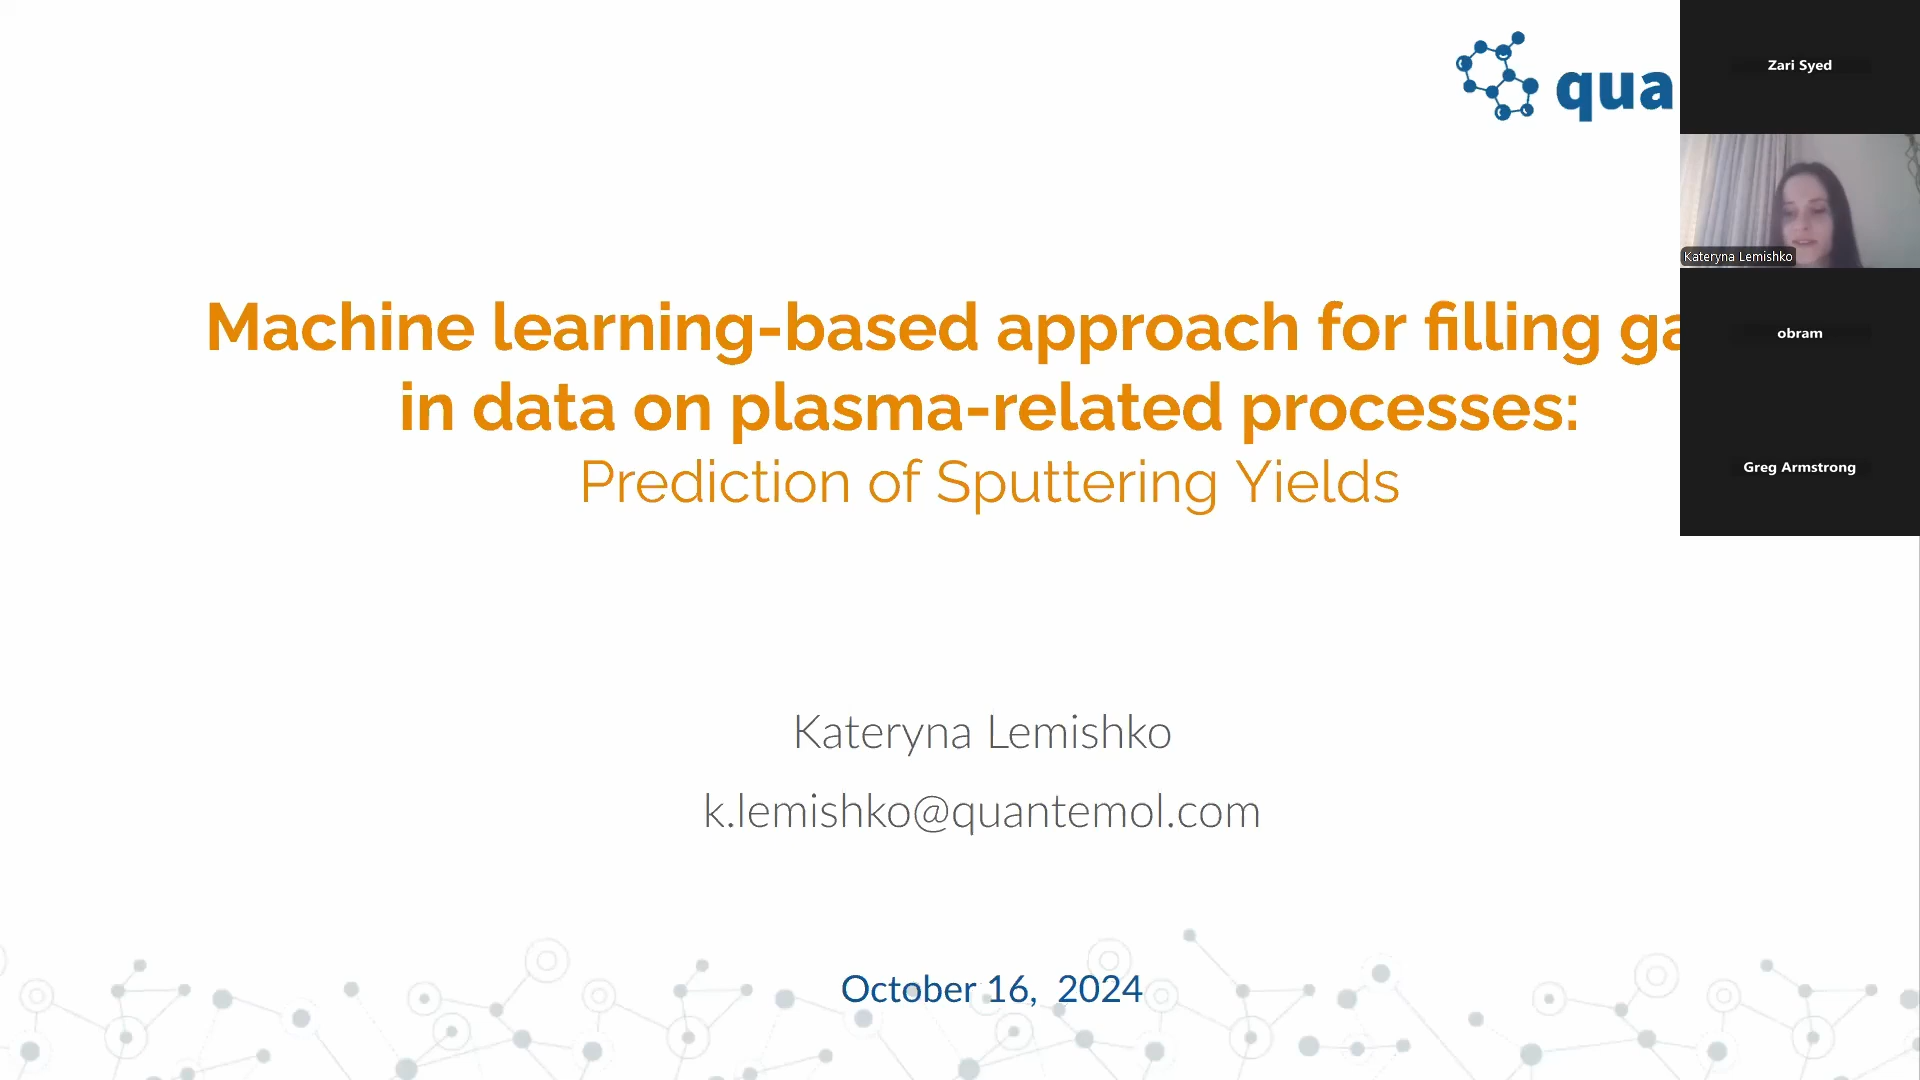 qua
Zari Syed
Kateryna Lemishko
obram
Greg Armstrong
Machine learning-based approach for filling ga
in data on plasma-related processes:
Prediction of Sputtering Yields
Kateryna Lemishko
k.lemishko@quantemol.com
October 16, 2024